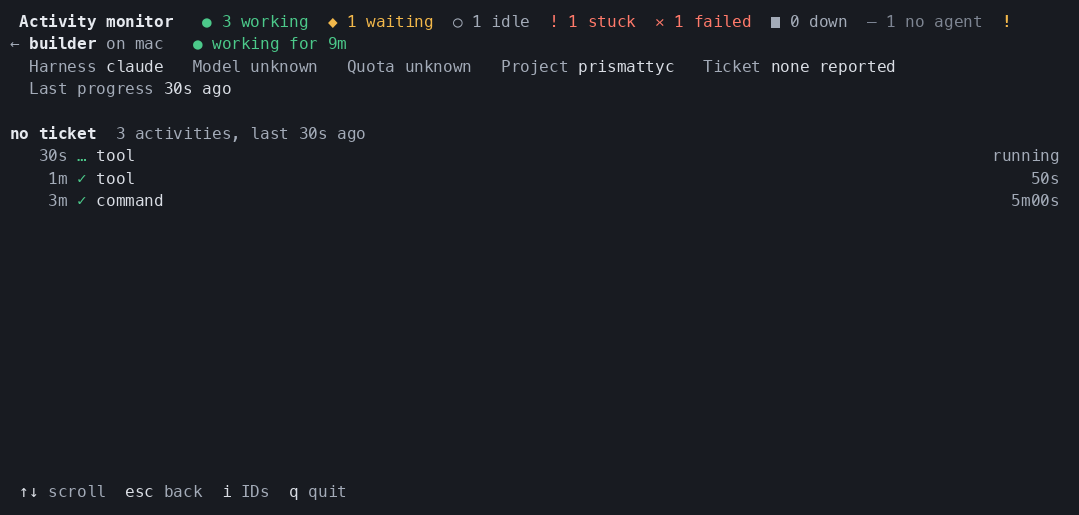 Activity monitor   ● 3 working  ◆ 1 waiting  ○ 1 idle  ! 1 stuck  × 1 failed  ■ 0 down  — 1 no agent  !
← builder on mac   ● working for 9m
Harness claude   Model unknown   Quota unknown   Project prismattyc   Ticket none reported
Last progress 30s ago
no ticket  3 activities, last 30s ago
30s … tool   running
1m ✓ tool   50s
3m ✓ command   5m00s
↑↓ scroll  esc back  i IDs  q quit